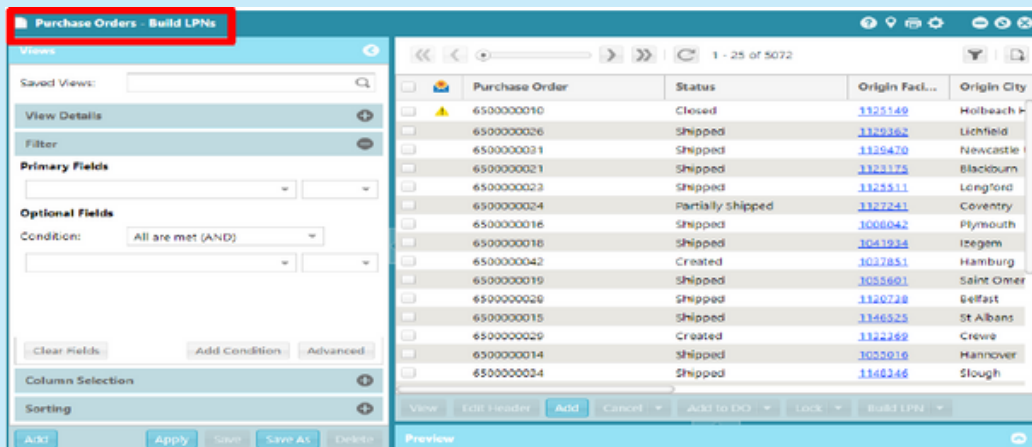 Purchase Orders - Build LPNs
Views
Saved Views:
View Details
Filter
Primary Fields
Optional Fields
Condition: All are met (AND)
Clear Fields Add Condition Advanced
Column Selection
Sorting
Add Apply Save Save As Delete
1 - 25 of 5072
Purchase Order Status Origin Faci... Origin City
6500000010 Closed 1125149 Holbeach
6500000026 Shipped 1129362 Lichfield
6500000031 Shipped 1139470 Newcastle
6500000021 Shipped 1123175 Blackburn
6500000023 Shipped 1125511 Longford
6500000024 Partially Shipped 1127241 Coventry
6500000016 Shipped 1008042 Plymouth
6500000018 Shipped 1041934 Izegem
6500000042 Created 1037851 Hamburg
6500000019 Shipped 1055601 Saint Omer
6500000028 Shipped 1120738 Belfast
6500000015 Shipped 1146525 St Albans
6500000029 Created 1122369 Crewe
6500000014 Shipped 1055016 Hannover
6500000034 Shipped 1148346 Slough
View Edit Header Add Cancel Add to DO Lock Build LPN
Preview